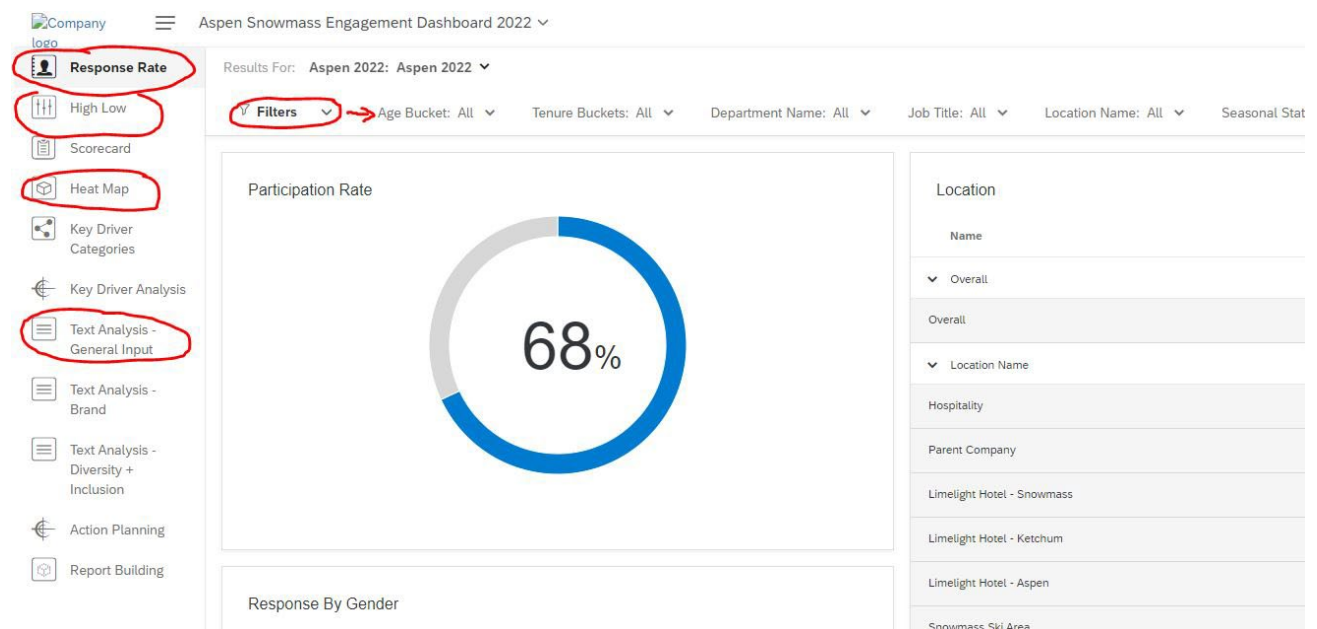 Company logo
Aspen Snowmass Engagement Dashboard 2022
Response Rate
High Low
Scorecard
Heat Map
Key Driver
Categories
Key Driver Analysis
Text Analysis -
General Input
Text Analysis -
Brand
Text Analysis -
Diversity +
Inclusion
Action Planning
Report Building
Results For: Aspen 2022: Aspen 2022
Filters Age Bucket: All Tenure Buckets: All Department Name: All Job Title: All Location Name: All Seasonal Stat
Participation Rate
68%
Response By Gender
Location
Name
Overall
Overall
Location Name
Hospitality
Parent Company
Limelight Hotel - Snowmass
Limelight Hotel - Ketchum
Limelight Hotel - Aspen
Snowmass Ski Area